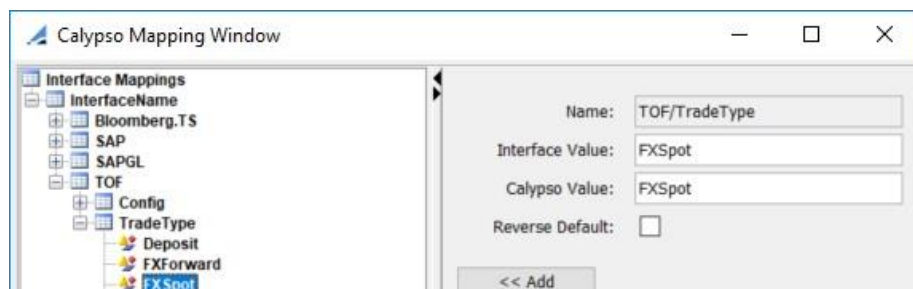 Calypso Mapping Window
Interface Mappings
InterfaceName
Bloomberg.TS
SAP
SAPGL
TOF
Config
TradeType
Deposit
FXForward
FXSpot
Name: TOF/TradeType
Interface Value: FXSpot
Calypso Value: FXSpot
Reverse Default:
<< Add